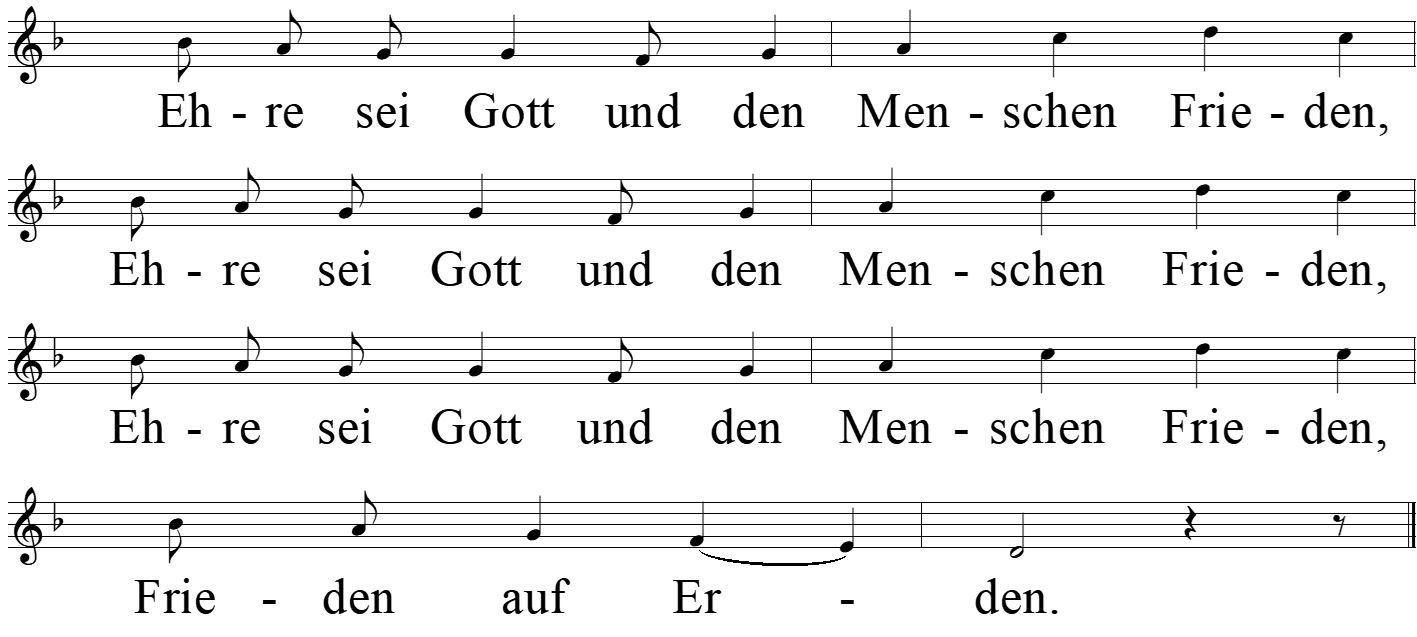 Eh - re sei Gott und den Men - schen Frie - den,
Eh - re sei Gott und den Men - schen Frie - den,
Eh - re sei Gott und den Men - schen Frie - den,
Frie - den auf Er - den.